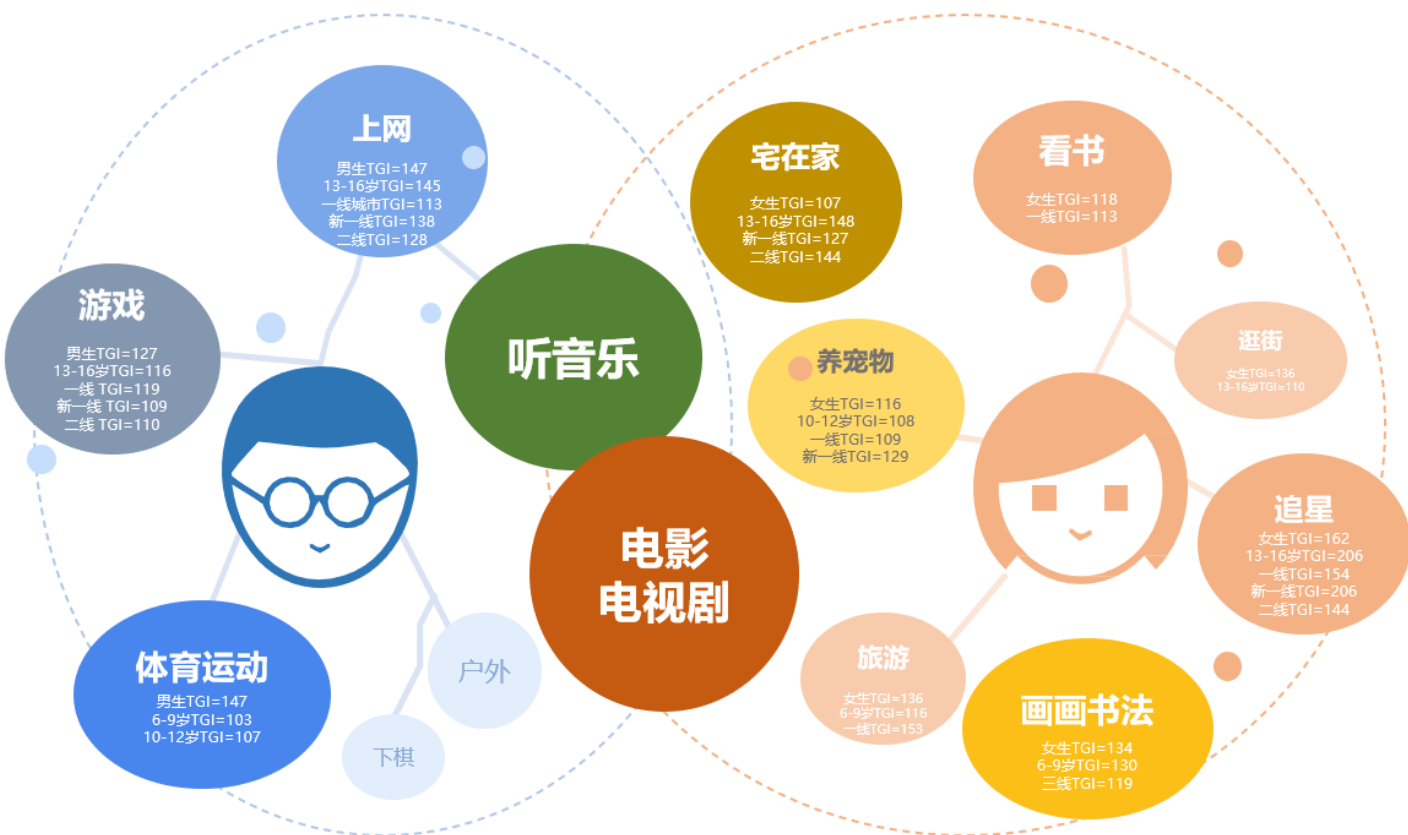 上网
男生TGI=147
13-16岁TGI=145
一线城市TGI=113
新一线TGI=138
二线TGI=128
游戏
男生TGI=127
13-16岁TGI=116
一线 TGI=119
新一线 TGI=109
二线 TGI=110
听音乐
电影
电视剧
体育运动
男生TGI=147
6-9岁TGI=103
10-12岁TGI=107
户外
下棋
宅在家
女生TGI=107
13-16岁TGI=148
新一线TGI=127
二线TGI=144
看书
女生TGI=118
一线TGI=113
养宠物
女生TGI=116
10-12岁TGI=108
一线TGI=109
新一线TGI=129
逛街
女生TGI=136
13-16岁TGI=110
追星
女生TGI=162
13-16岁TGI=206
一线TGI=154
新一线TGI=206
二线TGI=144
旅游
女生TGI=136
6-9岁TGI=116
一线TGI=153
画画书法
女生TGI=134
6-9岁TGI=130
三线TGI=119